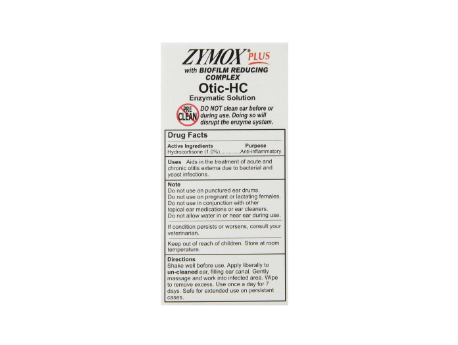 ZYMOX® PLUS
with BIOFILM REDUCING
COMPLEX
Otic-HC
Enzymatic Solution
PRE CLEAN
DO NOT clean ear before or
during use. Doing so will
disrupt the enzyme system.
Drug Facts
Active Ingredients Purpose
Hydrocortisone (1.0%)..........Anti-inflammatory
Uses Aids in the treatment of acute and
chronic otitis externa due to bacterial and
yeast infections.
Note
Do not use on punctured ear drums.
Do not use on pregnant or lactating females.
Do not use in conjunction with other
topical ear medications or ear cleaners.
Do not allow water in or near ear during use.
If condition persists or worsens, consult your
veterinarian.
Keep out of reach of children. Store at room
temperature.
Directions
Shake well before use. Apply liberally to
un-cleaned ear, filling ear canal. Gently
massage and work into infected area. Wipe
to remove excess. Use once a day for 7
days. Safe for extended use on persistent
cases.